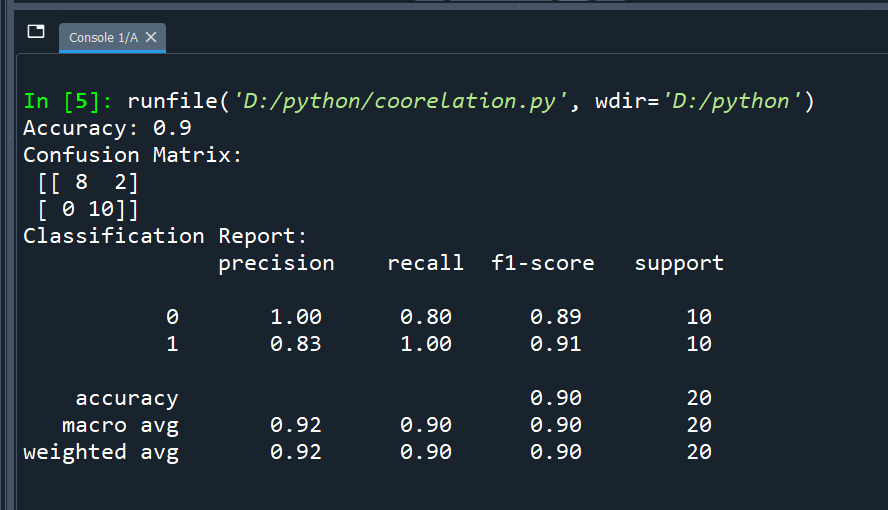 Console 1/A
In [5]: runfile('D:/python/coorelation.py', wdir='D:/python')
Accuracy: 0.9
Confusion Matrix:
[[ 8  2]
[ 0 10]]
Classification Report:
precision recall f1-score support
0 1.00 0.80 0.89 10
1 0.83 1.00 0.91 10
accuracy 0.90 20
macro avg 0.92 0.90 0.90 20
weighted avg 0.92 0.90 0.90 20